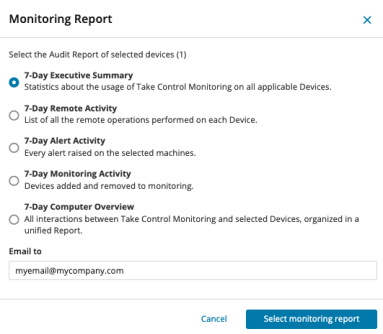 Monitoring Report
Select the Audit Report of selected devices (1)
7-Day Executive Summary
Statistics about the usage of Take Control Monitoring on all applicable Devices.
7-Day Remote Activity
List of all the remote operations performed on each Device.
7-Day Alert Activity
Every alert raised on the selected machines.
7-Day Monitoring Activity
Devices added and removed to monitoring.
7-Day Computer Overview
All interactions between Take Control Monitoring and selected Devices, organized in a
unified Report.
Email to
myemail@mycompany.com
Cancel
Select monitoring report